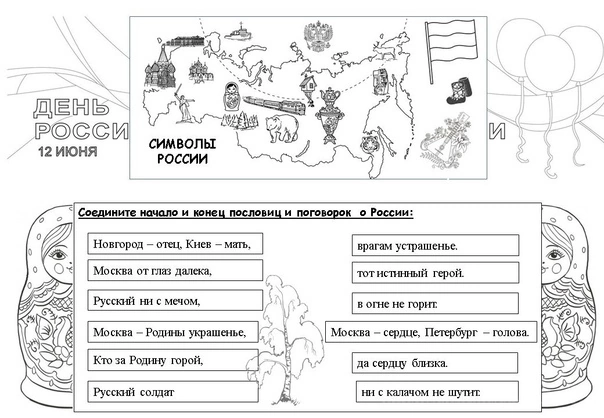 ДЕНЬ
РОССИ И
12 ИЮНЯ
СИМВОЛЫ
РОССИИ
Соедините начало и конец пословиц и поговорок о России:
Новгород – отец, Киев – мать,
врагам устрашенье.
Москва от глаз далека,
тот истинный герой.
Русский ни с мечом,
в огне не горит.
Москва – Родины украшенье,
Москва – сердце, Петербург – голова.
Кто за Родину горой,
да сердцу близка.
Русский солдат
ни с калачом не шутит.